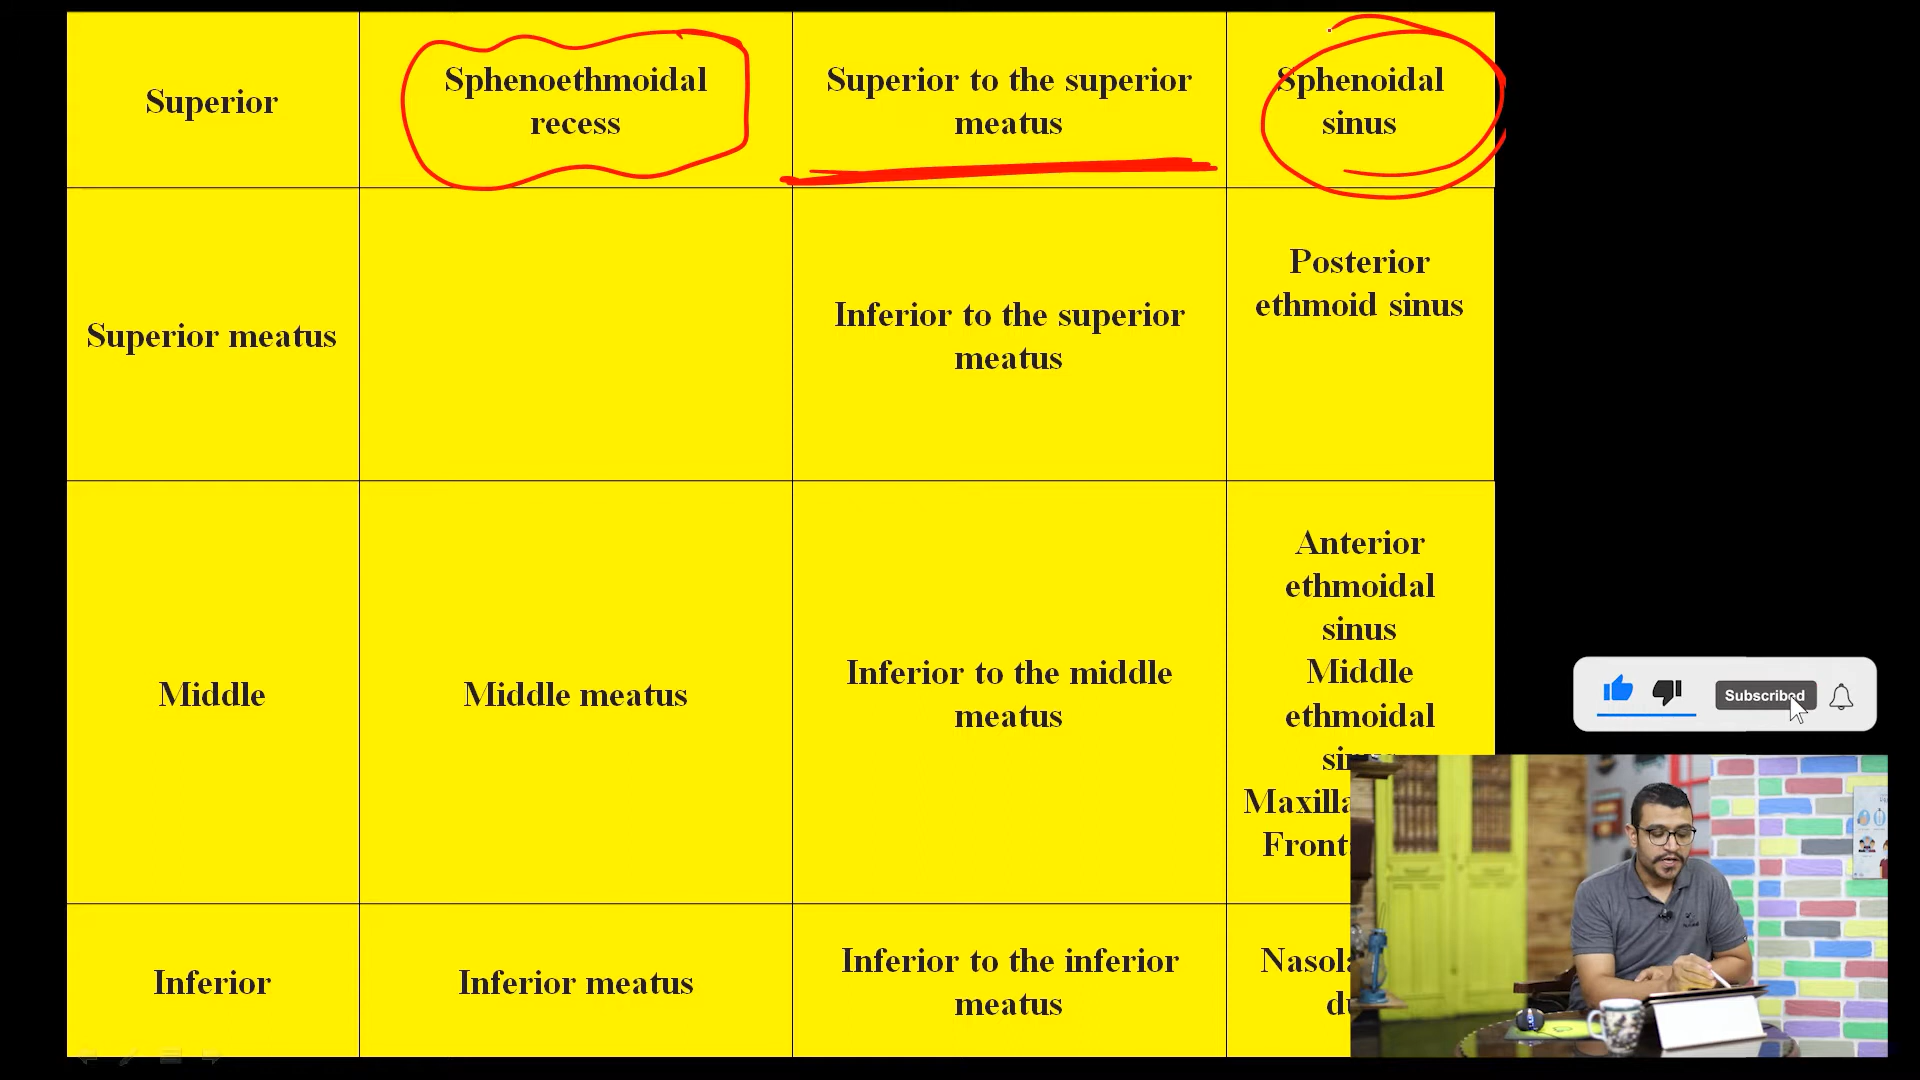 Superior
Sphenoethmoidal
recess
Superior to the superior
meatus
Sphenoidal
sinus
Superior meatus
Inferior to the superior
meatus
Posterior
ethmoid sinus
Middle
Middle meatus
Inferior to the middle
meatus
Anterior
ethmoidal
sinus
Middle
ethmoidal
Inferior
Inferior meatus
Inferior to the inferior
meatus
Subscribed